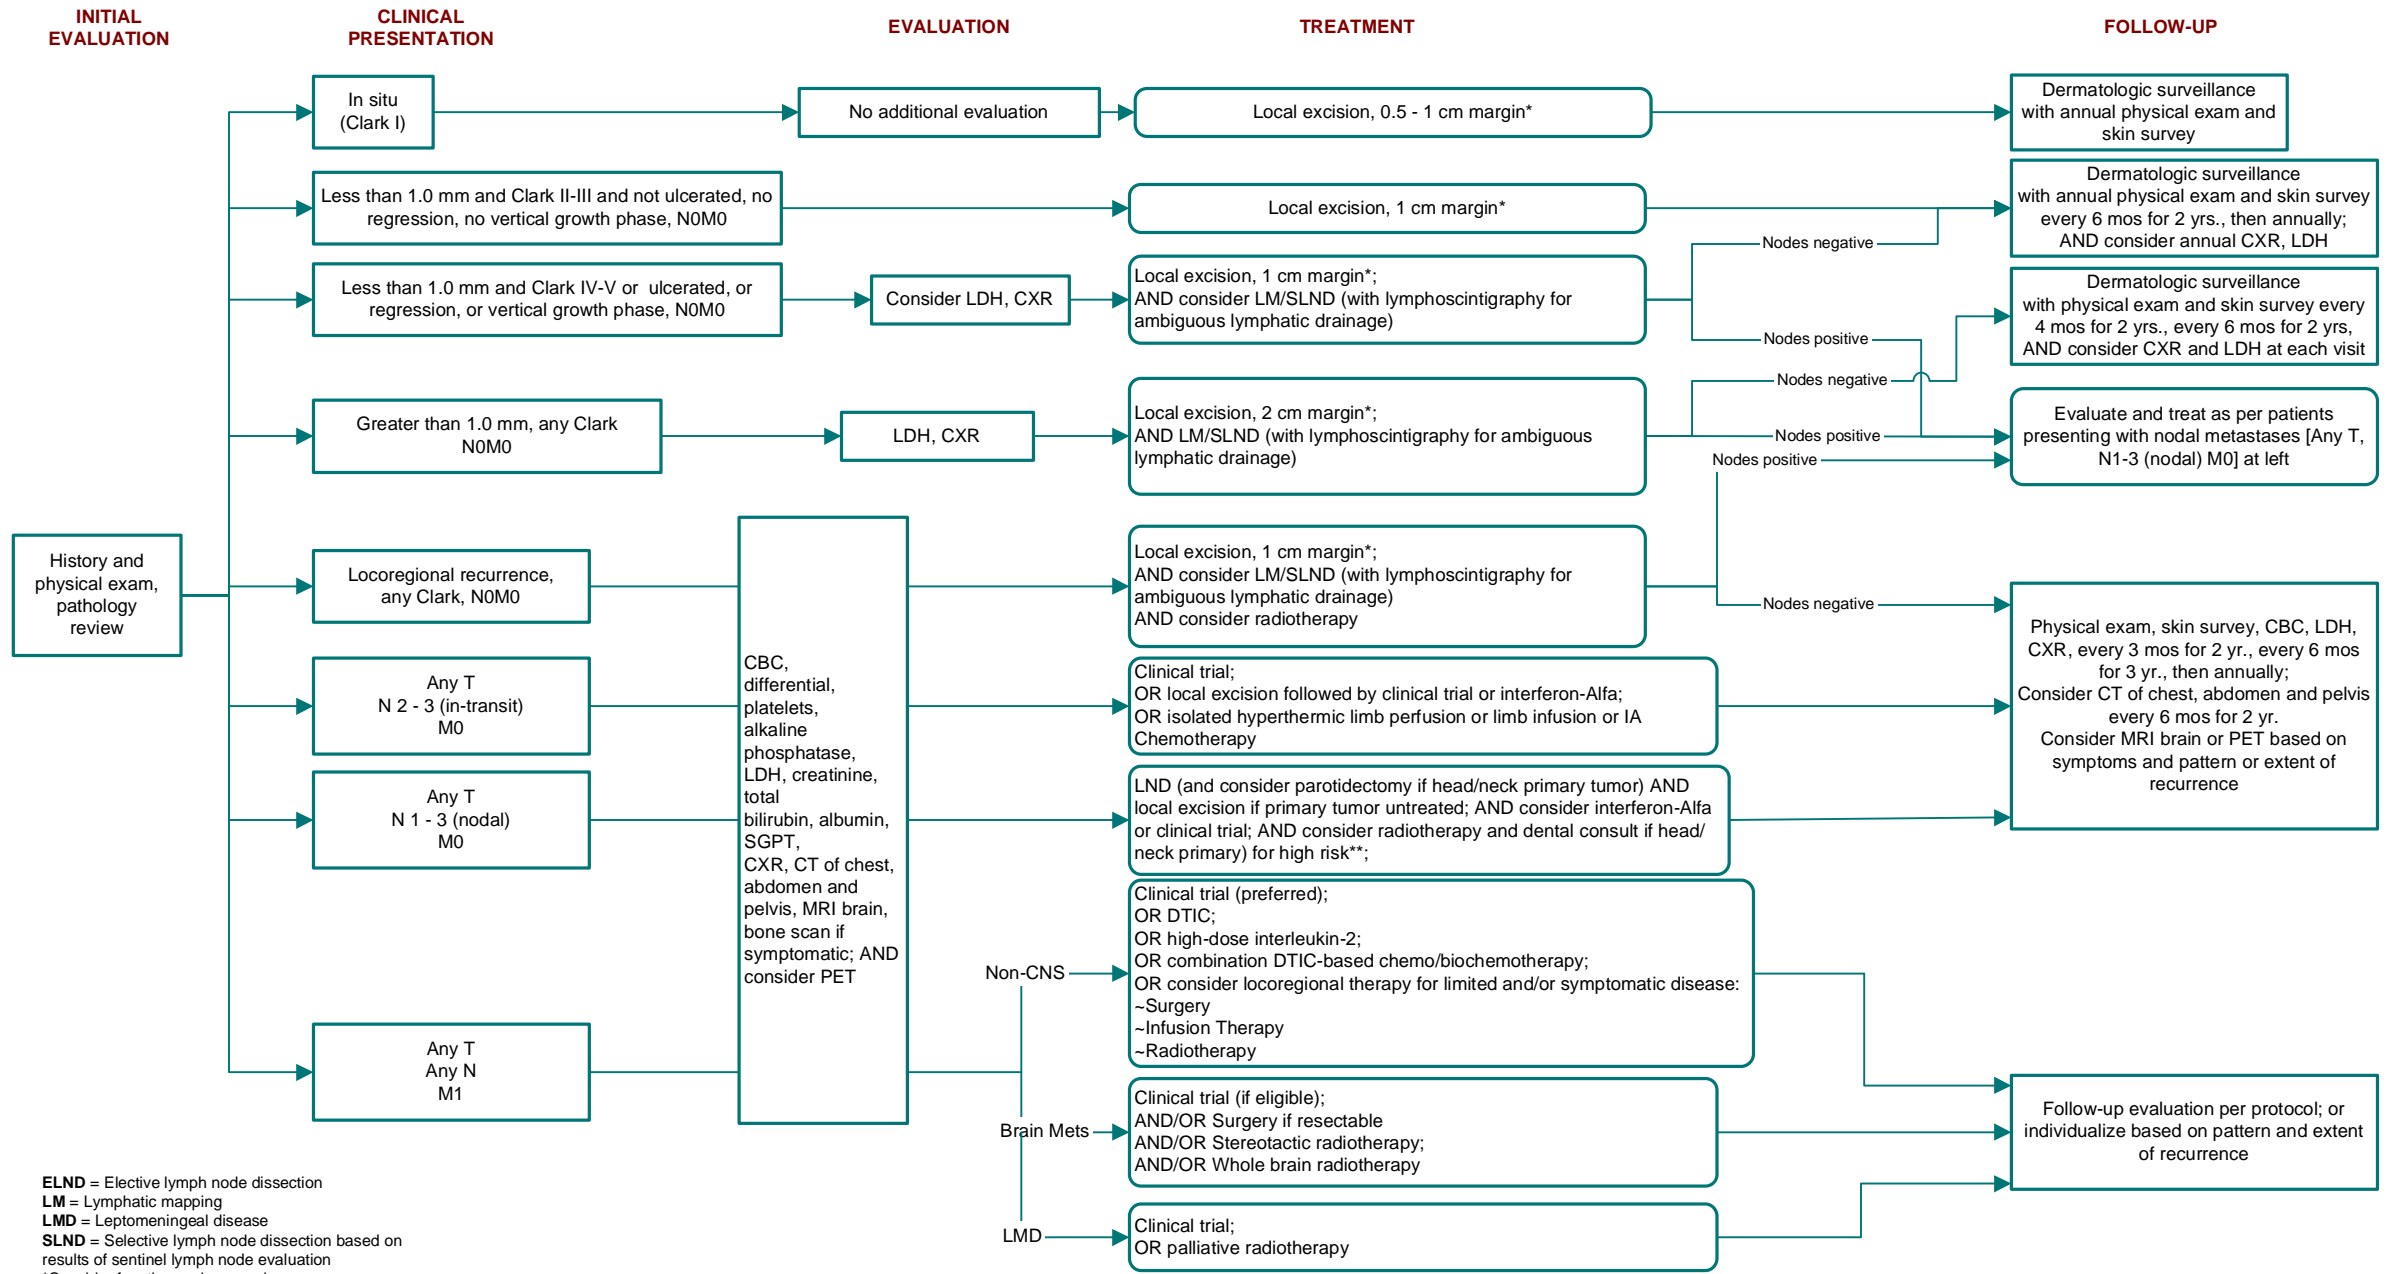 INITIAL
EVALUATION
CLINICAL
PRESENTATION
EVALUATION
TREATMENT
FOLLOW-UP
History and
physical exam,
pathology
review
In situ
(Clark I)
No additional evaluation
Local excision, 0.5 - 1 cm margin*
Dermatologic surveillance
with annual physical exam and
skin survey
Less than 1.0 mm and Clark II-III and not ulcerated, no
regression, no vertical growth phase, N0M0
Local excision, 1 cm margin*
Dermatologic surveillance
with annual physical exam and skin survey
every 6 mos for 2 yrs., then annually;
AND consider annual CXR, LDH
Less than 1.0 mm and Clark IV-V or ulcerated, or
regression, or vertical growth phase, N0M0
Consider LDH, CXR
Local excision, 1 cm margin*;
AND consider LM/SLND (with lymphoscintigraphy for
ambiguous lymphatic drainage)
Nodes negative
Nodes positive
Dermatologic surveillance
with physical exam and skin survey every
4 mos for 2 yrs., every 6 mos for 2 yrs,
AND consider CXR and LDH at each visit
Greater than 1.0 mm, any Clark
N0M0
LDH, CXR
Local excision, 2 cm margin*;
AND LM/SLND (with lymphoscintigraphy for ambiguous
lymphatic drainage)
Nodes negative
Nodes positive
Nodes positive
Evaluate and treat as per patients
presenting with nodal metastases [Any T,
N1-3 (nodal) M0] at left
Locoregional recurrence,
any Clark, N0M0
CBC,
differential,
platelets,
alkaline
phosphatase,
LDH, creatinine,
total
bilirubin, albumin,
SGPT,
CXR, CT of chest,
abdomen and
pelvis, MRI brain,
bone scan if
symptomatic; AND
consider PET
Local excision, 1 cm margin*;
AND consider LM/SLND (with lymphoscintigraphy for
ambiguous lymphatic drainage)
AND consider radiotherapy
Nodes negative
Physical exam, skin survey, CBC, LDH,
CXR, every 3 mos for 2 yr., every 6 mos
for 3 yr., then annually;
Consider CT of chest, abdomen and pelvis
every 6 mos for 2 yr.
Consider MRI brain or PET based on
symptoms and pattern or extent of
recurrence
Any T
N 2 - 3 (in-transit)
M0
Clinical trial;
OR local excision followed by clinical trial or interferon-Alfa;
OR isolated hyperthermic limb perfusion or limb infusion or IA
Chemotherapy
Any T
N 1 - 3 (nodal)
M0
LND (and consider parotidectomy if head/neck primary tumor) AND
local excision if primary tumor untreated; AND consider interferon-Alfa
or clinical trial; AND consider radiotherapy and dental consult if head/
neck primary) for high risk**;
Any T
Any N
M1
Non-CNS
Clinical trial (preferred);
OR DTIC;
OR high-dose interleukin-2;
OR combination DTIC-based chemo/biochemotherapy;
OR consider locoregional therapy for limited and/or symptomatic disease:
~Surgery
~Infusion Therapy
~Radiotherapy
Brain Mets
Clinical trial (if eligible);
AND/OR Surgery if resectable
AND/OR Stereotactic radiotherapy;
AND/OR Whole brain radiotherapy
LMD
Clinical trial;
OR palliative radiotherapy
Follow-up evaluation per protocol; or
individualize based on pattern and extent
of recurrence
ELND = Elective lymph node dissection
LM = Lymphatic mapping
LMD = Leptomeningeal disease
SLND = Selective lymph node dissection based on
results of sentinel lymph node evaluation